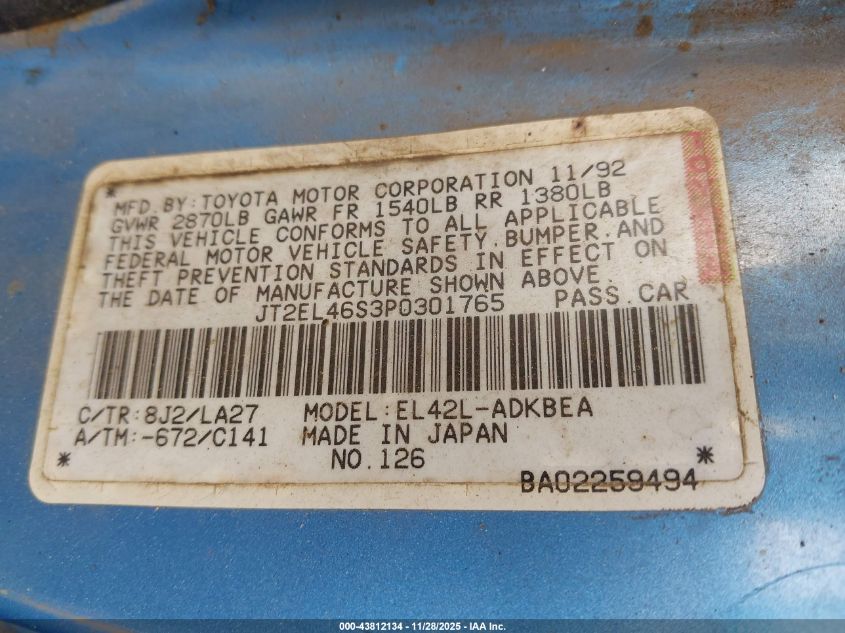 *
MFD. BY: TOYOTA MOTOR CORPORATION 11/92
GVWR 2870LB GAWR FR 1540LB RR 1380LB
THIS VEHICLE CONFORMS TO ALL APPLICABLE
FEDERAL MOTOR VEHICLE SAFETY, BUMPER, AND
THEFT PREVENTION STANDARDS IN EFFECT ON
THE DATE OF MANUFACTURE SHOWN ABOVE.
JT2EL46S3P0301765 PASS. CAR
C/TR: 8J2/LA27 MODEL: EL42L-ADKBEA
A/TM: -672/C141 MADE IN JAPAN
* NO. 126 *
BA02259494
000-43812134 - 11/28/2025 - IAA Inc.